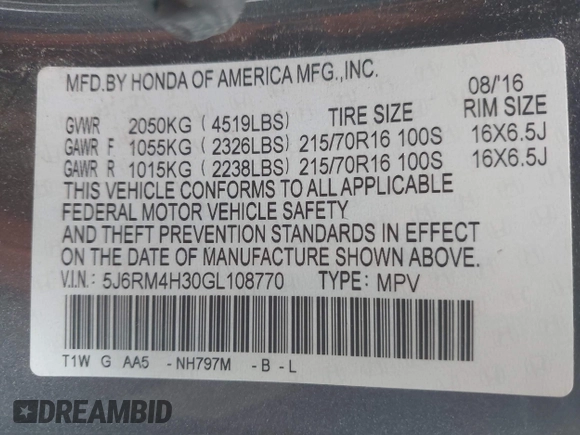 MFD.BY HONDA OF AMERICA MFG.,INC. 08/'16
GVWR 2050KG ( 4519LBS) TIRE SIZE RIM SIZE
GAWR F 1055KG ( 2326LBS) 215/70R16 100S 16X6.5J
GAWR R 1015KG ( 2238LBS) 215/70R16 100S 16X6.5J
THIS VEHICLE CONFORMS TO ALL APPLICABLE
FEDERAL MOTOR VEHICLE SAFETY
AND THEFT PREVENTION STANDARDS IN EFFECT
ON THE DATE OF MANUFACTURE SHOWN ABOVE.
V.I.N.: 5J6RM4H30GL108770 TYPE: MPV
T1W G AA5 -NH797M -B-L
DREAMBID